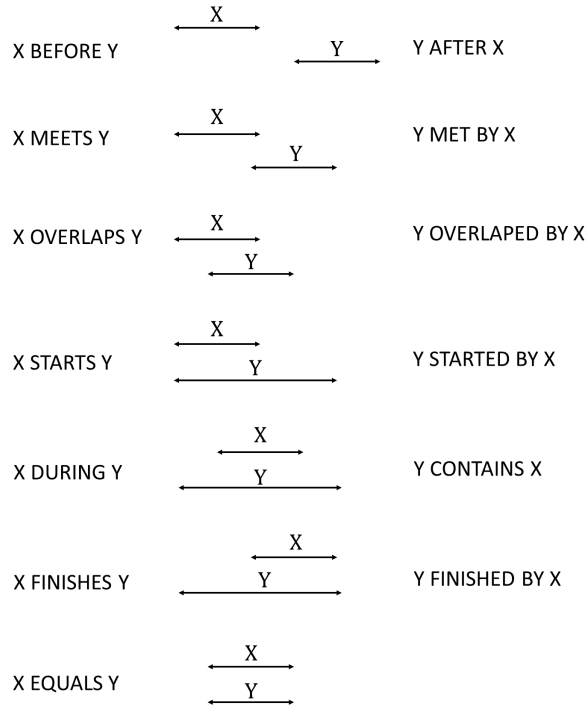 X
X BEFORE Y
Y
Y AFTER X
X
X MEETS Y
Y
Y MET BY X
X
X OVERLAPS Y
Y
Y OVERLAPED BY X
X
X STARTS Y
Y
Y STARTED BY X
X
X DURING Y
Y
Y CONTAINS X
X
X FINISHES Y
Y
Y FINISHED BY X
X
X EQUALS Y
Y